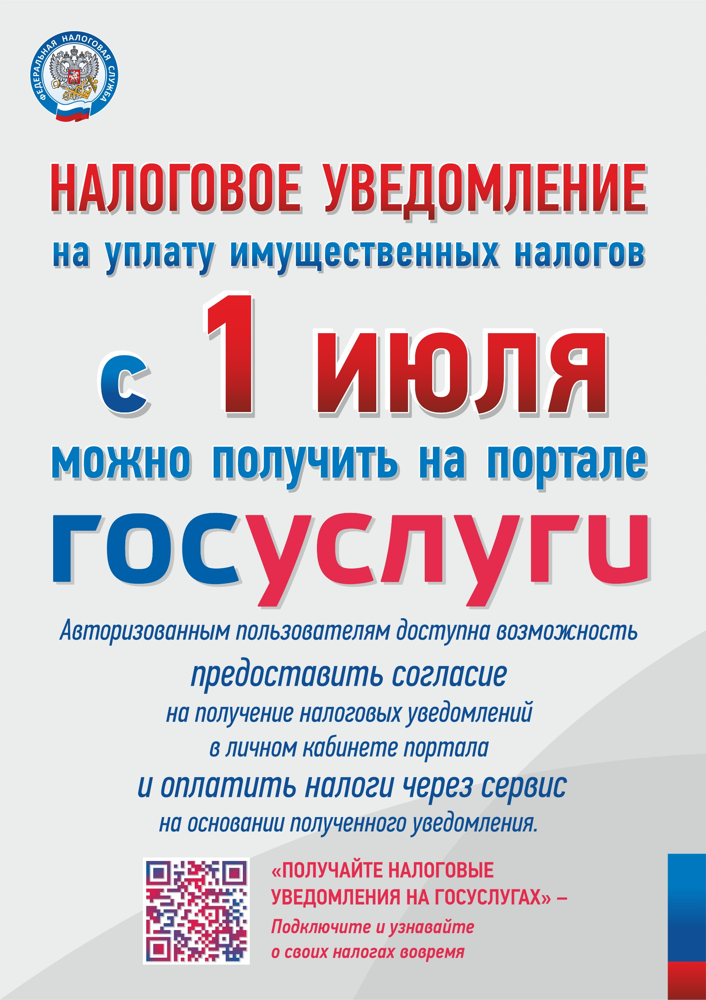 ФЕДЕРАЛЬНАЯ НАЛОГОВАЯ СЛУЖБА
НАЛОГОВОЕ УВЕДОМЛЕНИЕ
на уплату имущественных налогов
с 1 июля
можно получить на портале
госуслуги
Авторизованным пользователям доступна возможность
предоставить согласие
на получение налоговых уведомлений
в личном кабинете портала
и оплатить налоги через сервис
на основании полученного уведомления.
«ПОЛУЧАЙТЕ НАЛОГОВЫЕ
УВЕДОМЛЕНИЯ НА ГОСУСЛУГАХ» –
Подключите и узнавайте
о своих налогах вовремя